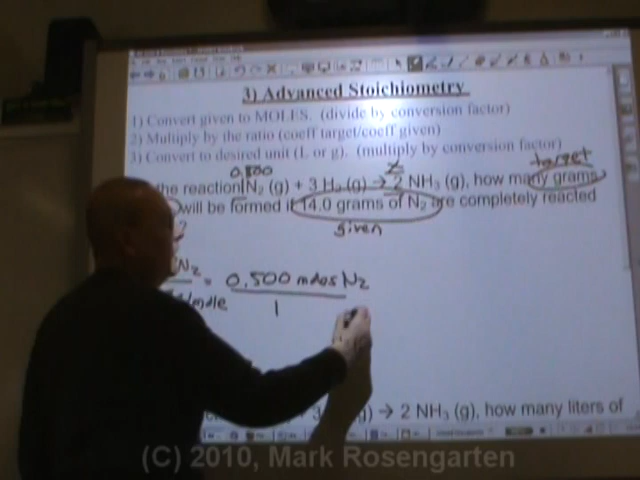 3) Advanced Stoichiometry
1) Convert given to MOLES. (divide by conversion factor)
2) Multiply by the ratio (coeff target/coeff given)
3) Convert to desired unit (L or g). (multiply by conversion factor)
0.500 target
the reaction N₂ (g) + 3 H₂ (g) → 2 NH₃ (g), how many grams
will be formed if 14.0 grams of N₂ are completely reacted
?
given
N₂ = 0.500 moles N₂
/mole 1
→ 2 NH₃ (g), how many liters of
(C) 2010, Mark Rosengarten